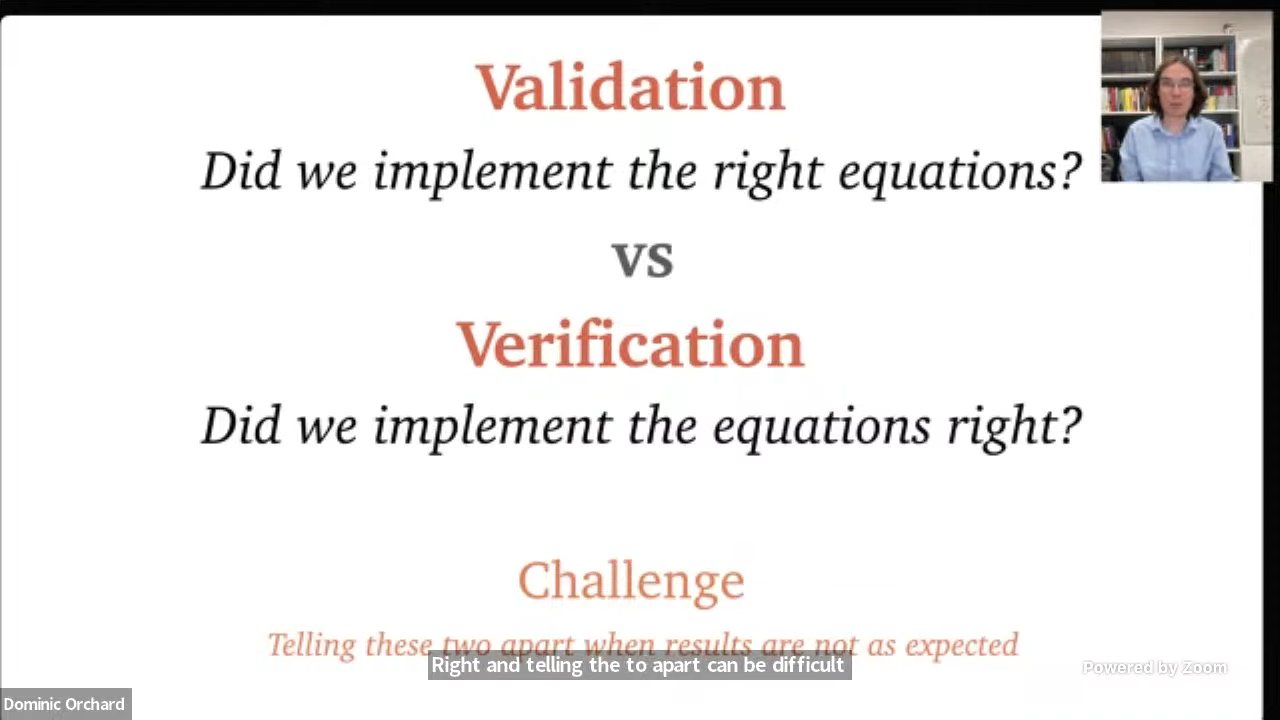 Validation
Did we implement the right equations?
vs
Verification
Did we implement the equations right?
Challenge
Telling these two apart when results are not as expected
Right and telling the to apart can be difficult
Powered by Zoom
Dominic Orchard